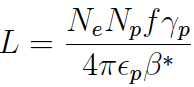 L = \frac{N_e N_p f \gamma_p}{4 \pi \epsilon_p \beta^*}